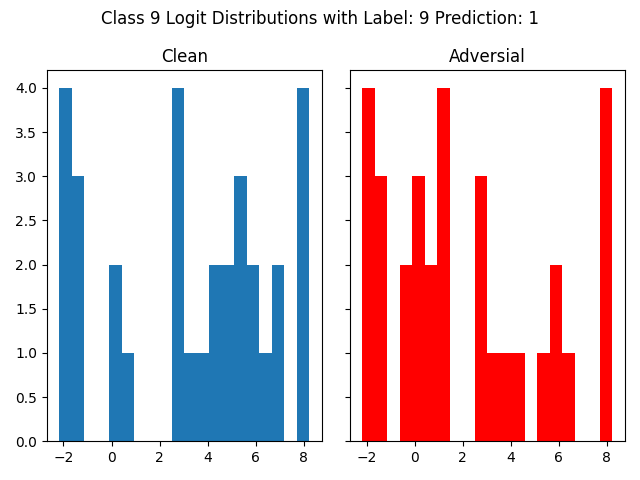 Class 9 Logit Distributions with Label: 9 Prediction: 1
Clean
Adversial
4.0
3.5
3.0
2.5
2.0
1.5
1.0
0.5
0.0
−2 0 2 4 6 8
−2 0 2 4 6 8